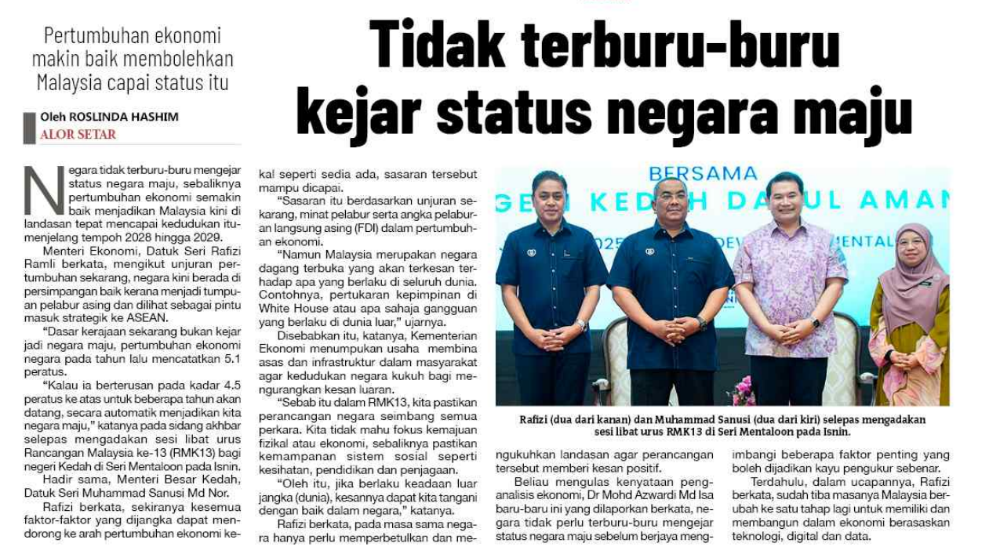 Pertumbuhan ekonomi
makin baik membolehkan
Malaysia capai status itu
Oleh ROSLINDA HASHIM
ALOR SETAR
Tidak terburu-buru
kejar status negara maju
Negara tidak terburu-buru mengejar
status negara maju, sebaliknya
pertumbuhan ekonomi semakin
baik menjadikan Malaysia kini di
landasan tepat mencapai kedudukan itu-
menjelang tempoh 2028 hingga 2029.
Menteri Ekonomi, Datuk Seri Rafizi
Ramli berkata, mengikut unjuran per-
tumbuhan sekarang, negara kini berada di
persimpangan baik kerana menjadi tumpu-
an pelabur asing dan dilihat sebagai pintu
masuk strategik ke ASEAN.
“Dasar kerajaan sekarang bukan kejar
jadi negara maju, pertumbuhan ekonomi
negara pada tahun lalu mencatatkan 5.1
peratus.
“Kalau ia berterusan pada kadar 4.5
peratus ke atas untuk beberapa tahun akan
datang, secara automatik menjadikan kita
negara maju,” katanya pada sidang akhbar
selepas mengadakan sesi libat urus
Rancangan Malaysia ke-13 (RMK13) bagi
negeri Kedah di Seri Mentaloon pada Isnin.
Hadir sama, Menteri Besar Kedah,
Datuk Seri Muhammad Sanusi Md Nor.
Rafizi berkata, sekiranya kesemua
faktor-faktor yang dijangka dapat men-
dorong ke arah pertumbuhan ekonomi ke-
kal seperti sedia ada, sasaran tersebut
mampu dicapai.
“Sasaran itu berdasarkan unjuran se-
karang, minat pelabur serta angka pelabur-
an langsung asing (FDI) dalam pertumbuh-
an ekonomi.
“Namun Malaysia merupakan negara
dagang terbuka yang akan terkesan ter-
hadap apa yang berlaku di seluruh dunia.
Contohnya, pertukaran kepimpinan di
White House atau apa sahaja gangguan
yang berlaku di dunia luar,” ujarnya.
Disebabkan itu, katanya, Kementerian
Ekonomi menumpukan usaha membina
asas dan infrastruktur dalam masyarakat
agar kedudukan negara kukuh bagi me-
ngurangkan kesan luaran.
“Sebab itu dalam RMK13, kita pastikan
perancangan negara seimbang semua
perkara. Kita tidak mahu fokus kemajuan
fizikal atau ekonomi, sebaliknya pastikan
kemampanan sistem sosial seperti
kesihatan, pendidikan dan penjagaan.
“Oleh itu, jika berlaku keadaan luar
jangka (dunia), kesannya dapat kita tangani
dengan baik dalam negara,” katanya.
Rafizi berkata, pada masa sama nega-
ra hanya perlu memperbetulkan dan me-
BERSAMA
GERI KEDAH DARUL AMAN
2025
MENTAL
Rafizi (dua dari kanan) dan Muhammad Sanusi (dua dari kiri) selepas mengadakan
sesi libat urus RMK13 di Seri Mentaloon pada Isnin.
ngukuhkan landasan agar perancangan
tersebut memberi kesan positif.
Beliau mengulas kenyataan peng-
analisis ekonomi, Dr Mohd Azwardi Md Isa
baru-baru ini yang dilaporkan berkata, ne-
gara tidak perlu terburu-buru mengejar
status negara maju sebelum berjaya meng-
imbangi beberapa faktor penting yang
boleh dijadikan kayu pengukur sebenar.
Terdahulu, dalam ucapannya, Rafizi
berkata, sudah tiba masanya Malaysia ber-
ubah ke satu tahap lagi untuk memiliki dan
membangun dalam ekonomi berasaskan
teknologi, digital dan data.